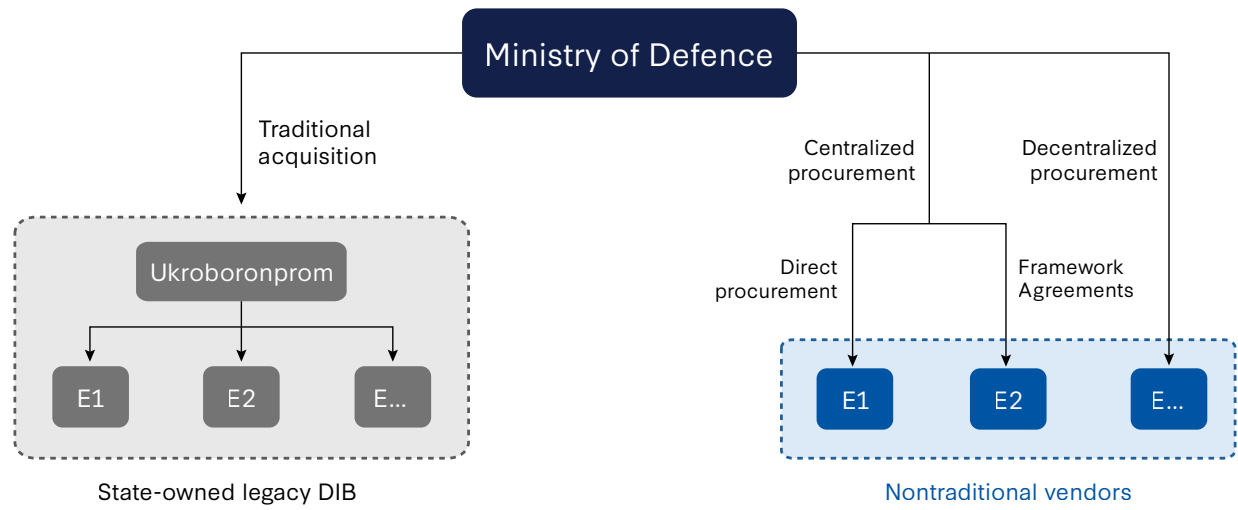 Ministry of Defence
Traditional
acquisition
Centralized
procurement
Decentralized
procurement
Direct
procurement
Framework
Agreements
Ukroboronprom
E1
E2
E...
E1
E2
E...
State-owned legacy DIB
Nontraditional vendors